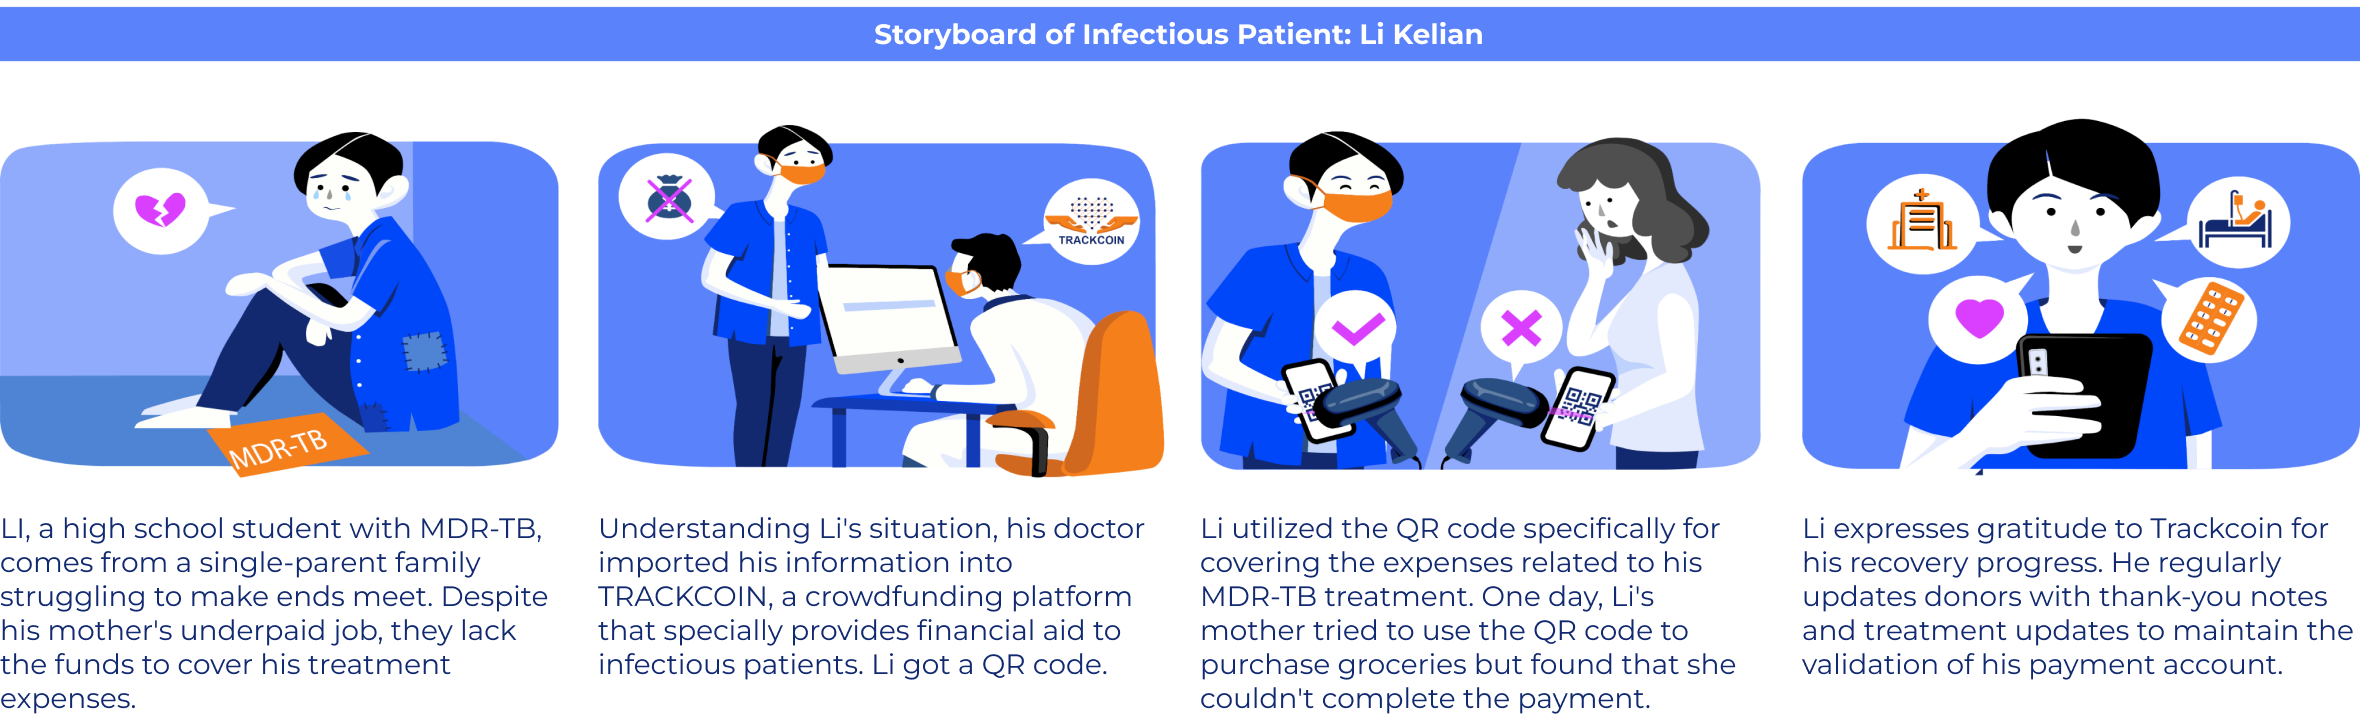 Storyboard of Infectious Patient: Li Kelian
MDR-TB
TRACKCOIN
LI, a high school student with MDR-TB,
comes from a single-parent family
struggling to make ends meet. Despite
his mother's underpaid job, they lack
the funds to cover his treatment
expenses.
Understanding Li's situation, his doctor
imported his information into
TRACKCOIN, a crowdfunding platform
that specially provides financial aid to
infectious patients. Li got a QR code.
Li utilized the QR code specifically for
covering the expenses related to his
MDR-TB treatment. One day, Li's
mother tried to use the QR code to
purchase groceries but found that she
couldn't complete the payment.
Li expresses gratitude to Trackcoin for
his recovery progress. He regularly
updates donors with thank-you notes
and treatment updates to maintain the
validation of his payment account.